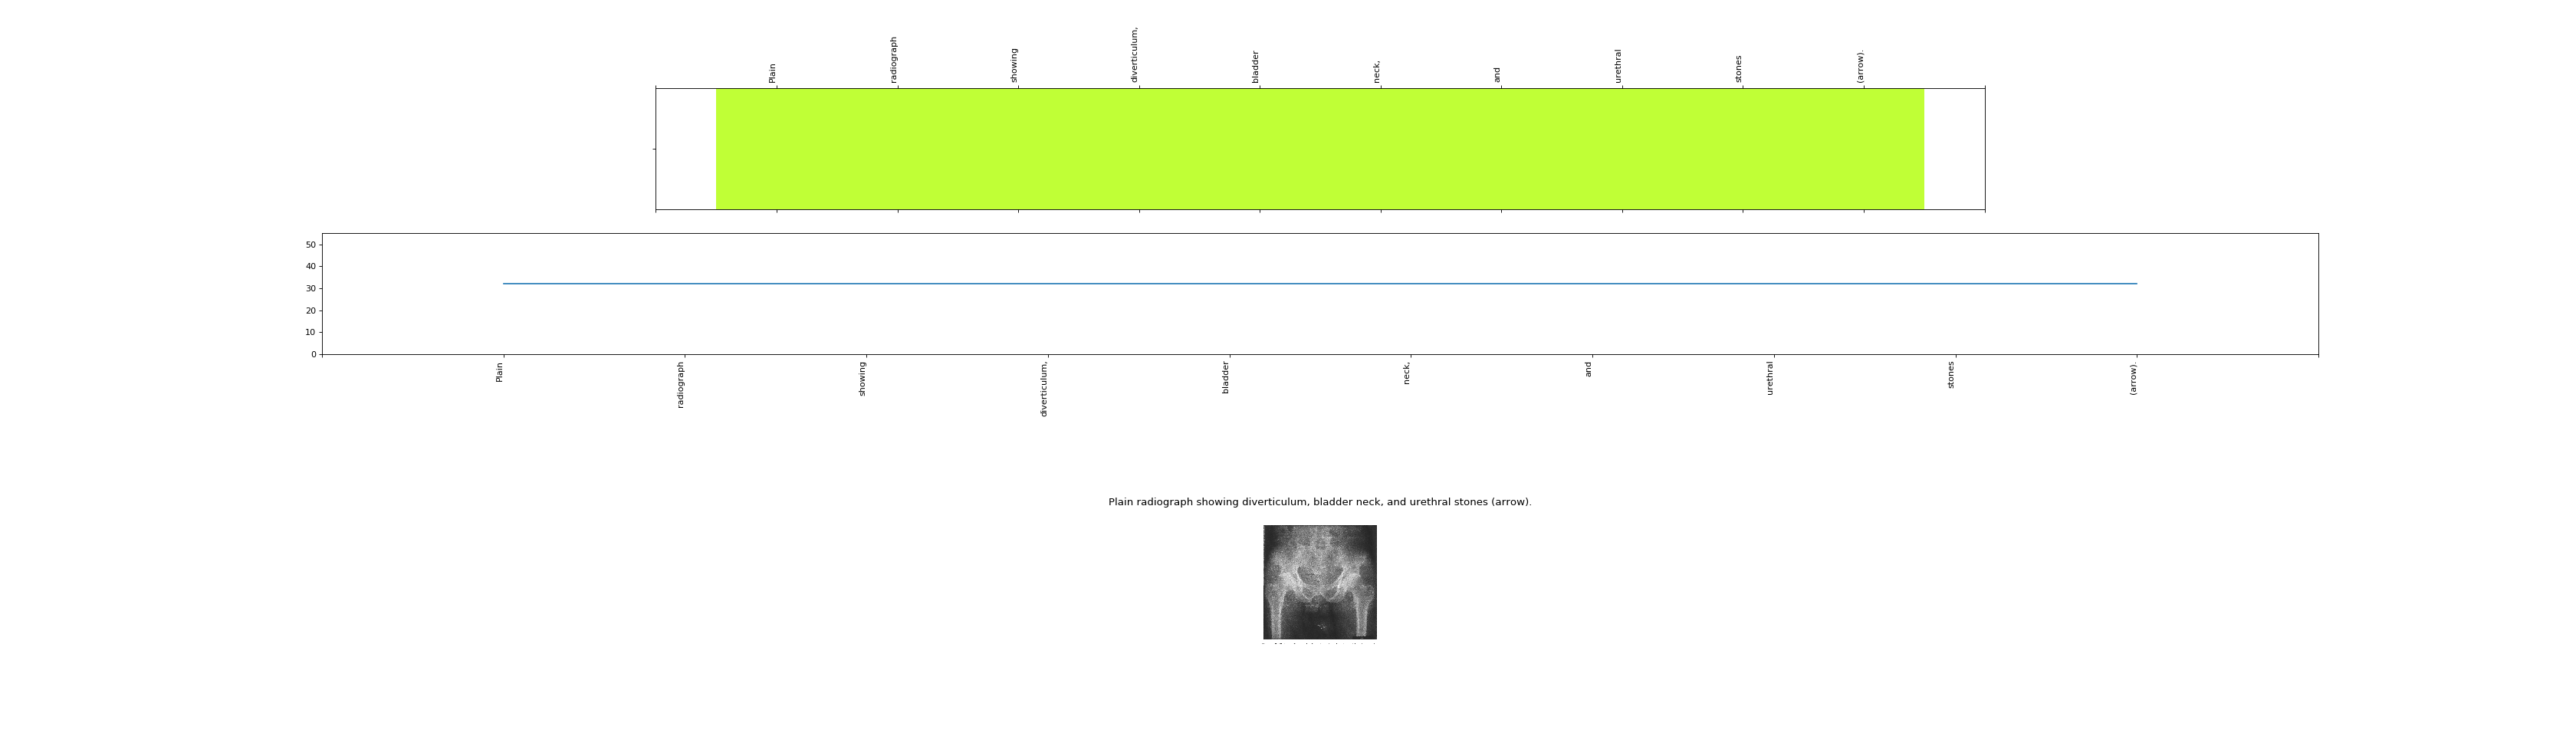 Plain radiograph showing diverticulum, bladder neck, and urethral stones (arrow).
50
40
30
20
10
0
Plain radiograph showing diverticulum, bladder neck, and urethral stones (arrow).
Plain radiograph showing diverticulum, bladder neck, and urethral stones (arrow).